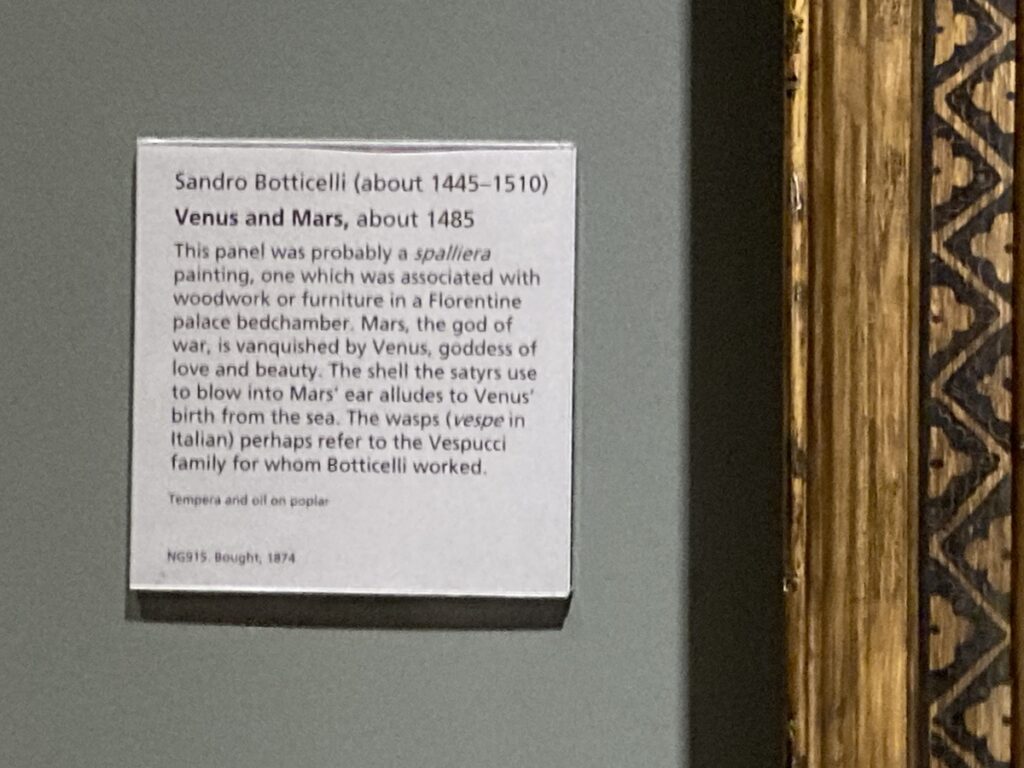 Sandro Botticelli (about 1445–1510)
Venus and Mars, about 1485
This panel was probably a spalliera
painting, one which was associated with
woodwork or furniture in a Florentine
palace bedchamber. Mars, the god of
war, is vanquished by Venus, goddess of
love and beauty. The shell the satyrs use
to blow into Mars' ear alludes to Venus'
birth from the sea. The wasps (vespe in
Italian) perhaps refer to the Vespucci
family for whom Botticelli worked.
Tempera and oil on poplar
NG915. Bought, 1874